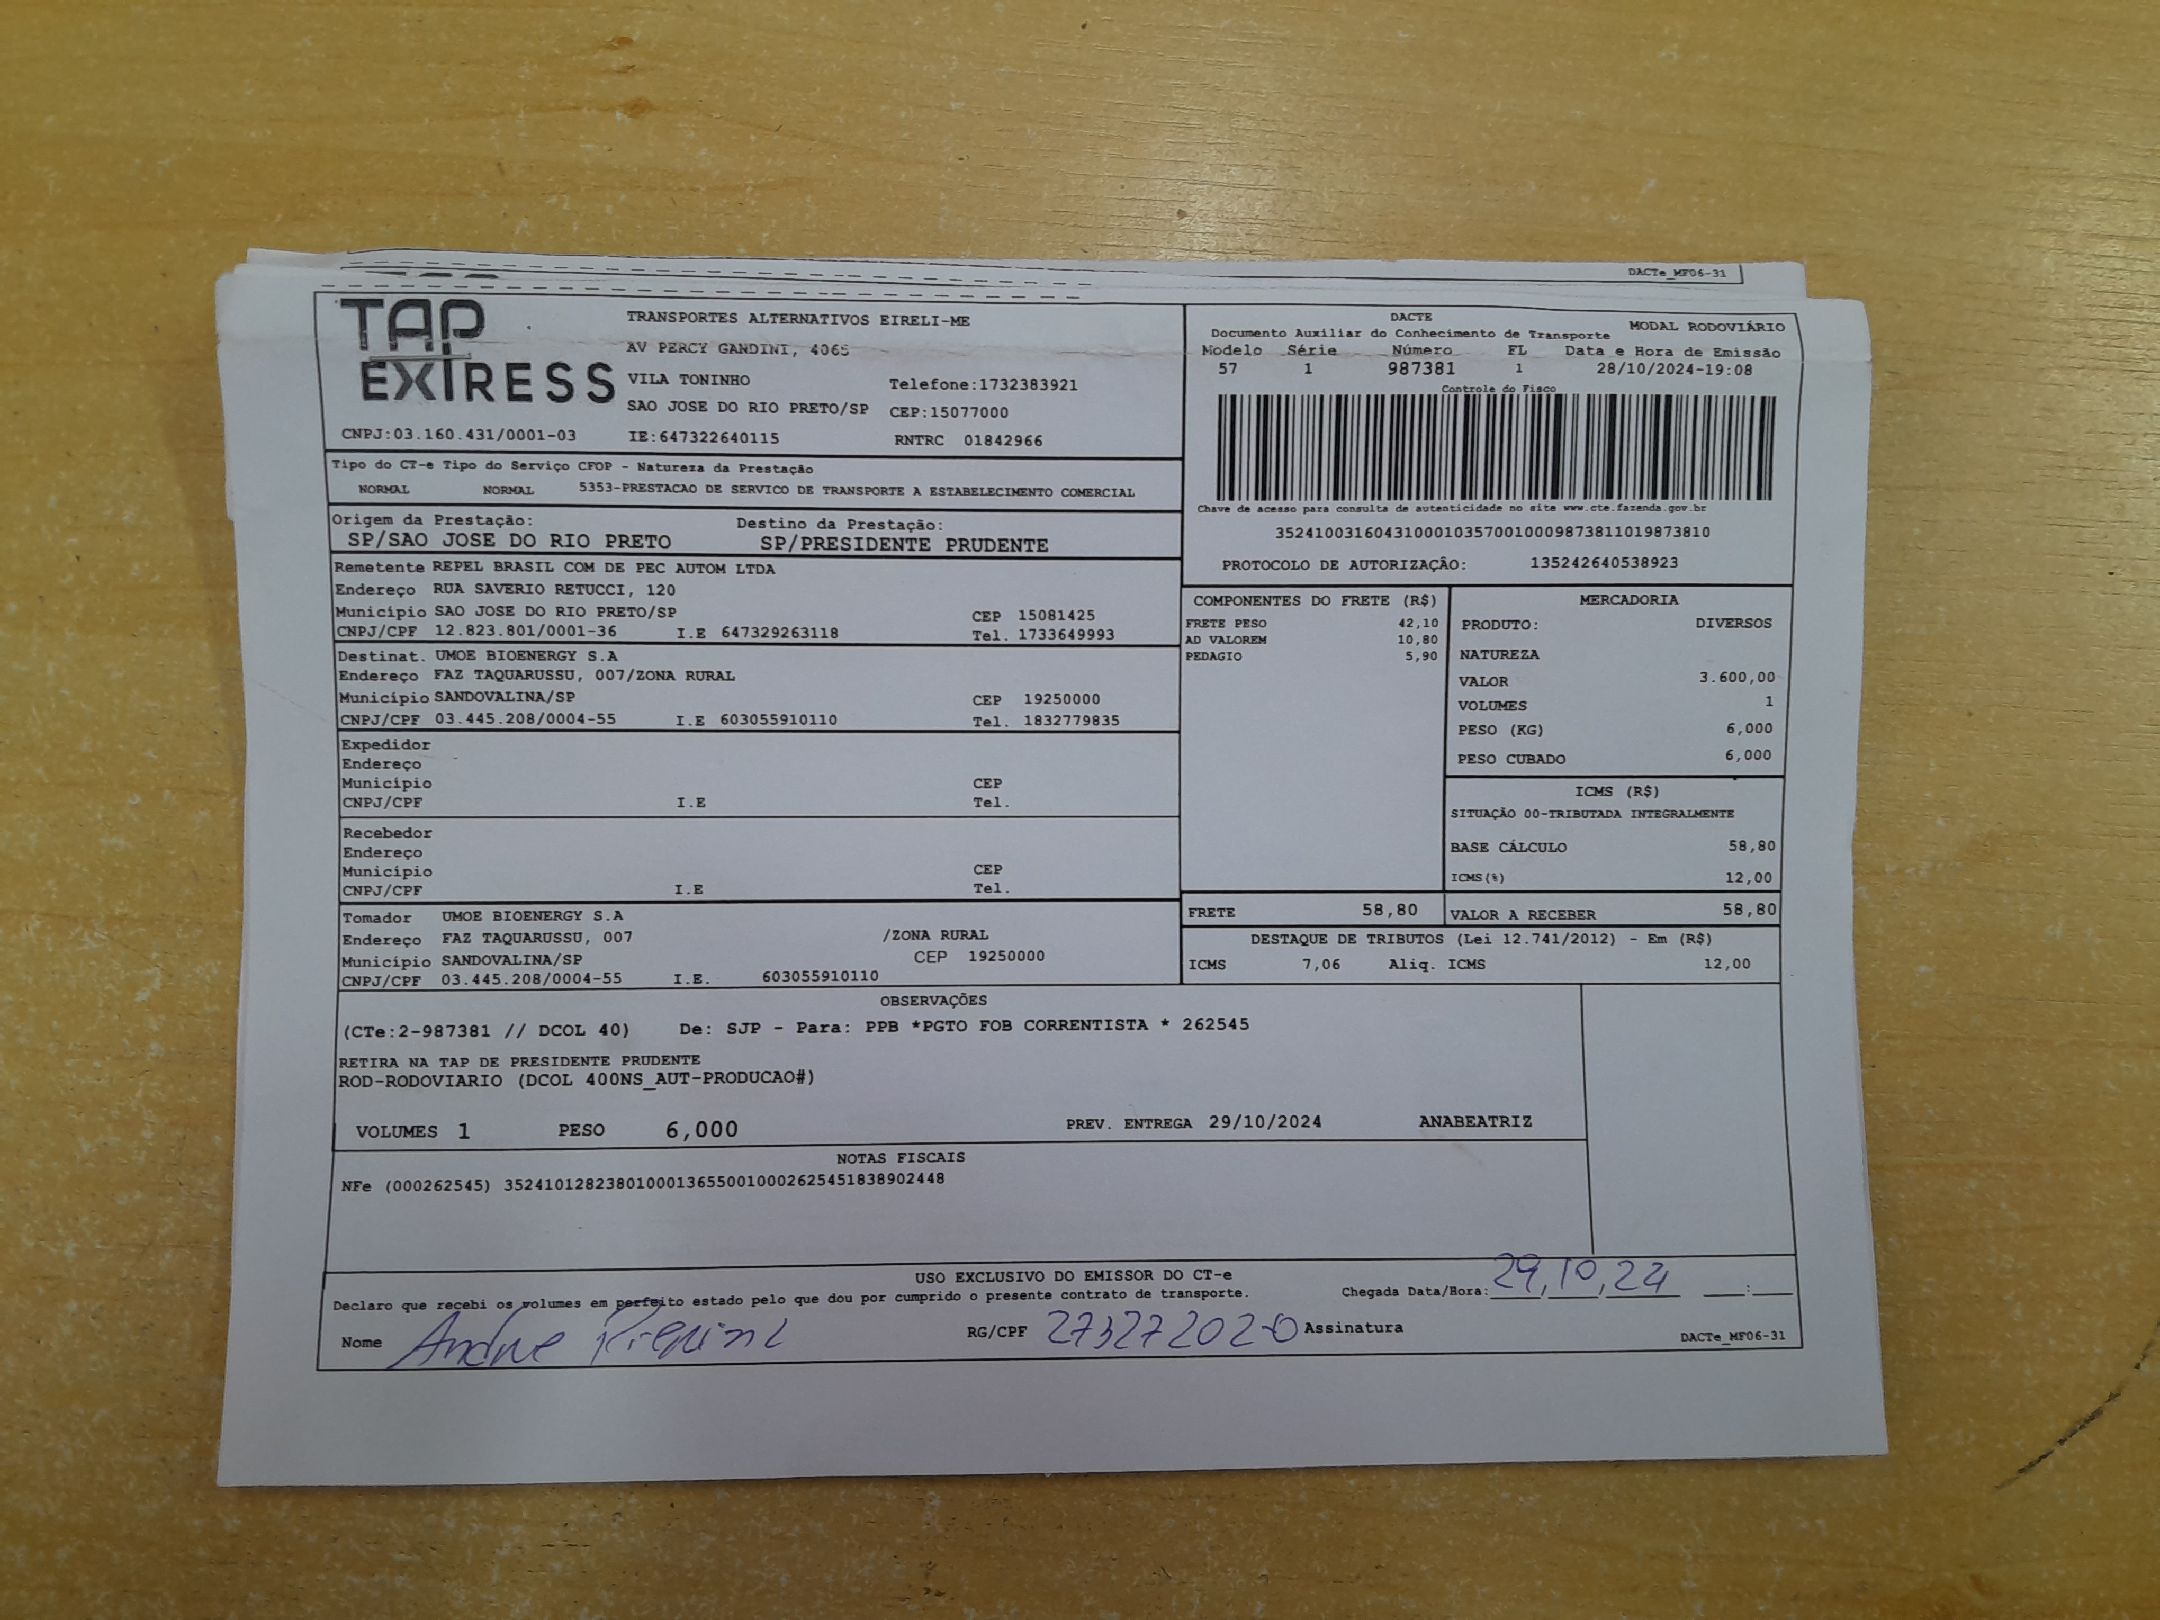 DACTe_MF06-31
TAP
EXPRESS
TRANSPORTES ALTERNATIVOS EIRELI-ME
AV PERCY GANDINI, 4065
VILA TONINHO Telefone:1732383921
SAO JOSE DO RIO PRETO/SP CEP:15077000
CNPJ:03.160.431/0001-03 IE:647322640115 RNTRC 01842966
DACTE
Documento Auxiliar do Conhecimento de Transporte MODAL RODOVIÁRIO
Modelo Série Número FL Data e Hora de Emissão
57 1 987381 1 28/10/2024-19:08
Controle do Fisco
Chave de acesso para consulta de autenticidade no site www.cte.fazenda.gov.br
35241003160431000103570010009873811019873810
PROTOCOLO DE AUTORIZAÇÂO: 135242640538923
Tipo do CT-e Tipo do Serviço CFOP - Natureza da Prestação
NORMAL NORMAL 5353-PRESTACAO DE SERVICO DE TRANSPORTE A ESTABELECIMENTO COMERCIAL
Origem da Prestação: Destino da Prestação:
SP/SAO JOSE DO RIO PRETO SP/PRESIDENTE PRUDENTE
Remetente REPEL BRASIL COM DE PEC AUTOM LTDA
Endereço RUA SAVERIO RETUCCI, 120
Município SAO JOSE DO RIO PRETO/SP CEP 15081425
CNPJ/CPF 12.823.801/0001-36 I.E 647329263118 Tel. 1733649993
Destinat. UMOE BIOENERGY S.A
Endereço FAZ TAQUARUSSU, 007/ZONA RURAL
Município SANDOVALINA/SP CEP 19250000
CNPJ/CPF 03.445.208/0004-55 I.E 603055910110 Tel. 1832779835
Expedidor
Endereço
Município CEP
CNPJ/CPF I.E Tel.
Recebedor
Endereço
Município CEP
CNPJ/CPF I.E Tel.
Tomador UMOE BIOENERGY S.A
Endereço FAZ TAQUARUSSU, 007 /ZONA RURAL
Município SANDOVALINA/SP CEP 19250000
CNPJ/CPF 03.445.208/0004-55 I.E. 603055910110
COMPONENTES DO FRETE (R$)
FRETE PESO 42,10
AD VALOREM 10,80
PEDAGIO 5,90
MERCADORIA
PRODUTO: DIVERSOS
NATUREZA
VALOR 3.600,00
VOLUMES 1
PESO (KG) 6,000
PESO CUBADO 6,000
ICMS (R$)
SITUAÇÃO 00-TRIBUTADA INTEGRALMENTE
BASE CÁLCULO 58,80
ICMS(%) 12,00
FRETE 58,80 VALOR A RECEBER 58,80
DESTAQUE DE TRIBUTOS (Lei 12.741/2012) - Em (R$)
ICMS 7,06 Aliq. ICMS 12,00
OBSERVAÇÕES
(CTe:2-987381 // DCOL 40) De: SJP - Para: PPB *PGTO FOB CORRENTISTA * 262545
RETIRA NA TAP DE PRESIDENTE PRUDENTE
ROD-RODOVIARIO (DCOL 400NS_AUT-PRODUCAO#)
VOLUMES 1 PESO 6,000 PREV. ENTREGA 29/10/2024 ANABEATRIZ
NOTAS FISCAIS
NFe (000262545) 35241012823801000136550010002625451838902448
USO EXCLUSIVO DO EMISSOR DO CT-e
Declaro que recebi os volumes em perfeito estado pelo que dou por cumprido o presente contrato de transporte. Chegada Data/Hora: 29,10,24 :
Nome Andre RG/CPF 273272020 Assinatura
DACTe_MF06-31